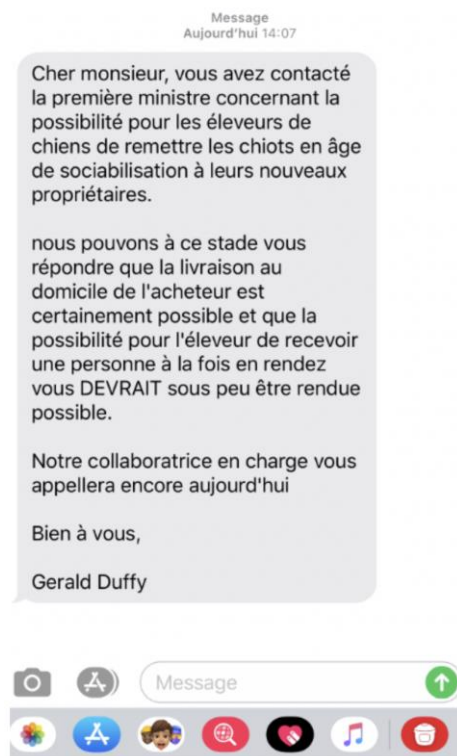 Message
Aujourd'hui 14:07
Cher monsieur, vous avez contacté
la première ministre concernant la
possibilité pour les éleveurs de
chiens de remettre les chiots en âge
de sociabilisation à leurs nouveaux
propriétaires.
nous pouvons à ce stade vous
répondre que la livraison au
domicile de l'acheteur est
certainement possible et que la
possibilité pour l'éleveur de recevoir
une personne à la fois en rendez
vous DEVRAIT sous peu être rendue
possible.
Notre collaboratrice en charge vous
appellera encore aujourd'hui
Bien à vous,
Gerald Duffy
Message